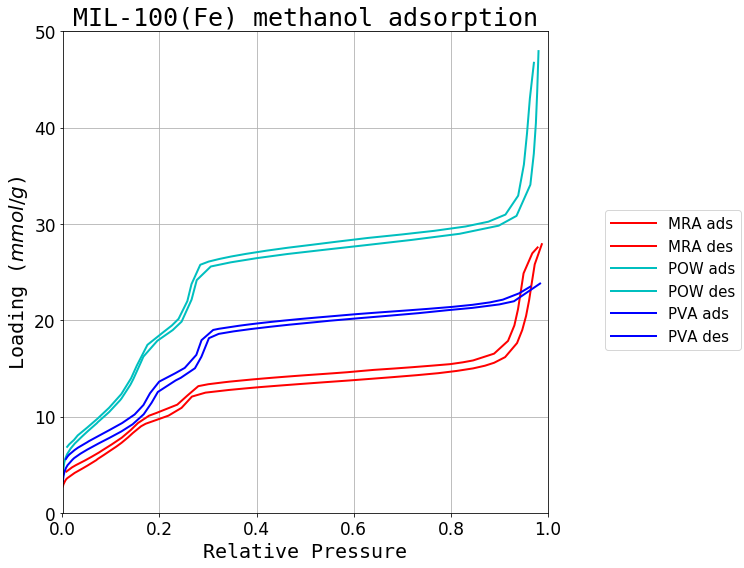 MIL-100(Fe) methanol adsorption
50
40
30
20
10
0
Loading (mmol/g)
0.0 0.2 0.4 0.6 0.8 1.0
Relative Pressure
MRA ads
MRA des
POW ads
POW des
PVA ads
PVA des